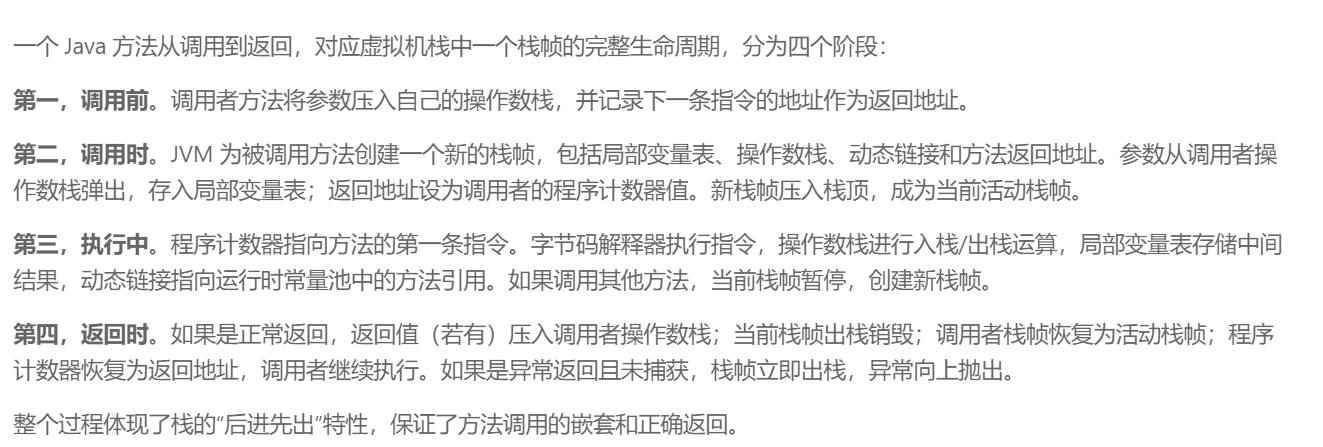 一个 Java 方法从调用到返回，对应虚拟机栈中一个栈帧的完整生命周期，分为四个阶段：
第一，调用前。调用者方法将参数压入自己的操作数栈，并记录下一条指令的地址作为返回地址。
第二，调用时。JVM 为被调用方法创建一个新的栈帧，包括局部变量表、操作数栈、动态链接和方法返回地址。参数从调用者操
作数栈弹出，存入局部变量表；返回地址设为调用者的程序计数器值。新栈帧压入栈顶，成为当前活动栈帧。
第三，执行中。程序计数器指向方法的第一条指令。字节码解释器执行指令，操作数栈进行入栈/出栈运算，局部变量表存储中间
结果，动态链接指向运行时常量池中的方法引用。如果调用其他方法，当前栈帧暂停，创建新栈帧。
第四，返回时。如果是正常返回，返回值（若有）压入调用者操作数栈；当前栈帧出栈销毁；调用者栈帧恢复为活动栈帧；程序
计数器恢复为返回地址，调用者继续执行。如果是异常返回且未捕获，栈帧立即出栈，异常向上抛出。
整个过程体现了栈的“后进先出”特性，保证了方法调用的嵌套和正确返回。